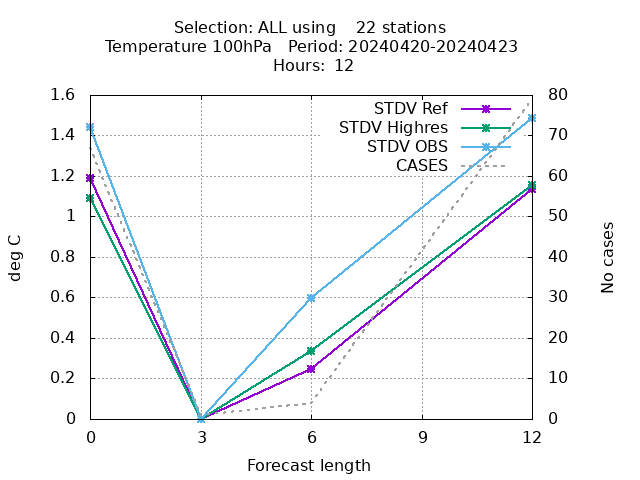 Selection: ALL using    22 stations
Temperature 100hPa   Period: 20240420-20240423
Hours: 12
STDV Ref
STDV Highres
STDV OBS
CASES
deg C
1.6
1.4
1.2
1
0.8
0.6
0.4
0.2
0
80
70
60
50
40
30
20
10
0
No cases
0 3 6 9 12
Forecast length